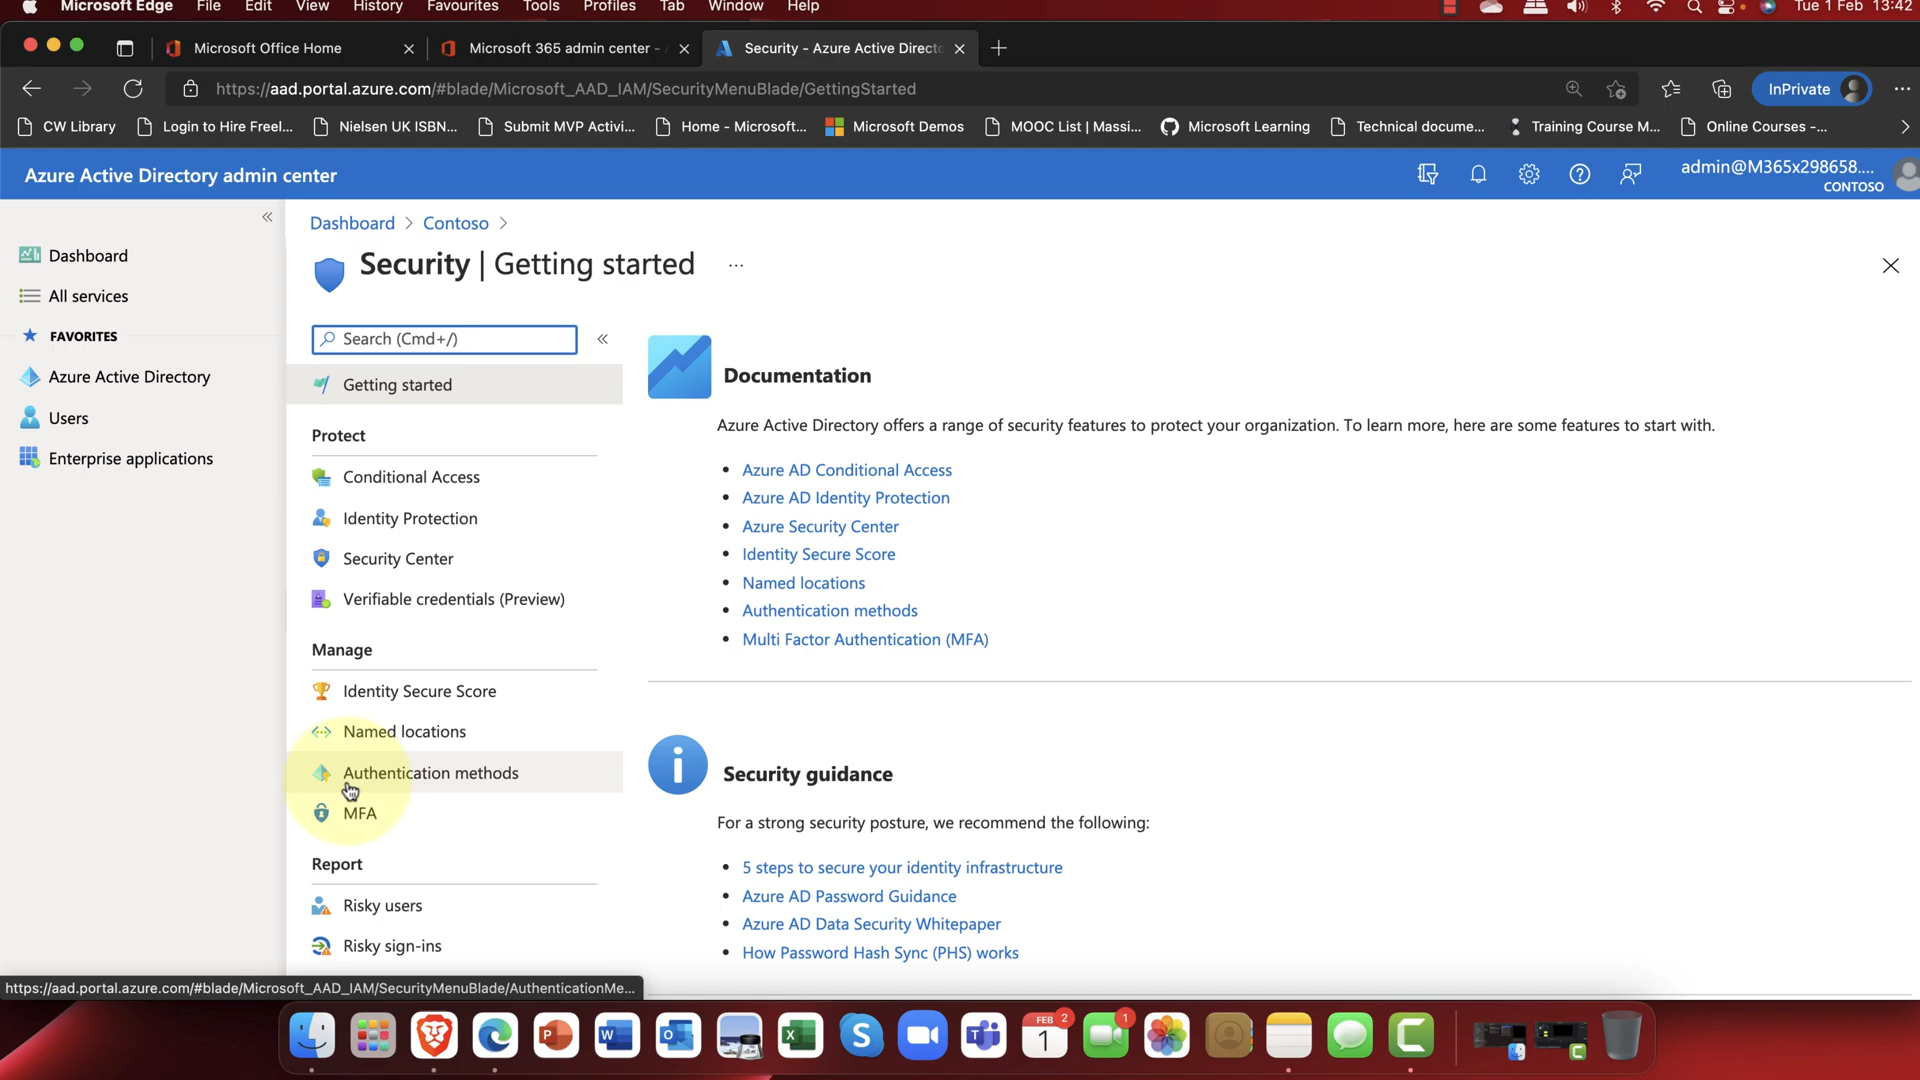 Microsoft Edge File Edit View History Favourites Tools Profiles Tab Window Help Tue 1 Feb 13:42
Microsoft Office Home Microsoft 365 admin center - Security - Azure Active Directo
https://aad.portal.azure.com/#blade/Microsoft_AAD_IAM/SecurityMenuBlade/GettingStarted InPrivate
CW Library Login to Hire Freel... Nielsen UK ISBN... Submit MVP Activi... Home - Microsoft... Microsoft Demos MOOC List | Massi... Microsoft Learning Technical docume... Training Course M... Online Courses -...
Azure Active Directory admin center
admin@M365x298658....
CONTOSO
Dashboard
All services
FAVORITES
Azure Active Directory
Users
Enterprise applications
Dashboard > Contoso >
Security | Getting started ...
Search (Cmd+/)
Getting started
Protect
Conditional Access
Identity Protection
Security Center
Verifiable credentials (Preview)
Manage
Identity Secure Score
Named locations
Authentication methods
MFA
Report
Risky users
Risky sign-ins
Documentation
Azure Active Directory offers a range of security features to protect your organization. To learn more, here are some features to start with.
• Azure AD Conditional Access
• Azure AD Identity Protection
• Azure Security Center
• Identity Secure Score
• Named locations
• Authentication methods
• Multi Factor Authentication (MFA)
Security guidance
For a strong security posture, we recommend the following:
• 5 steps to secure your identity infrastructure
• Azure AD Password Guidance
• Azure AD Data Security Whitepaper
• How Password Hash Sync (PHS) works
https://aad.portal.azure.com/#blade/Microsoft_AAD_IAM/SecurityMenuBlade/AuthenticationMe...
FEB 2 1
1